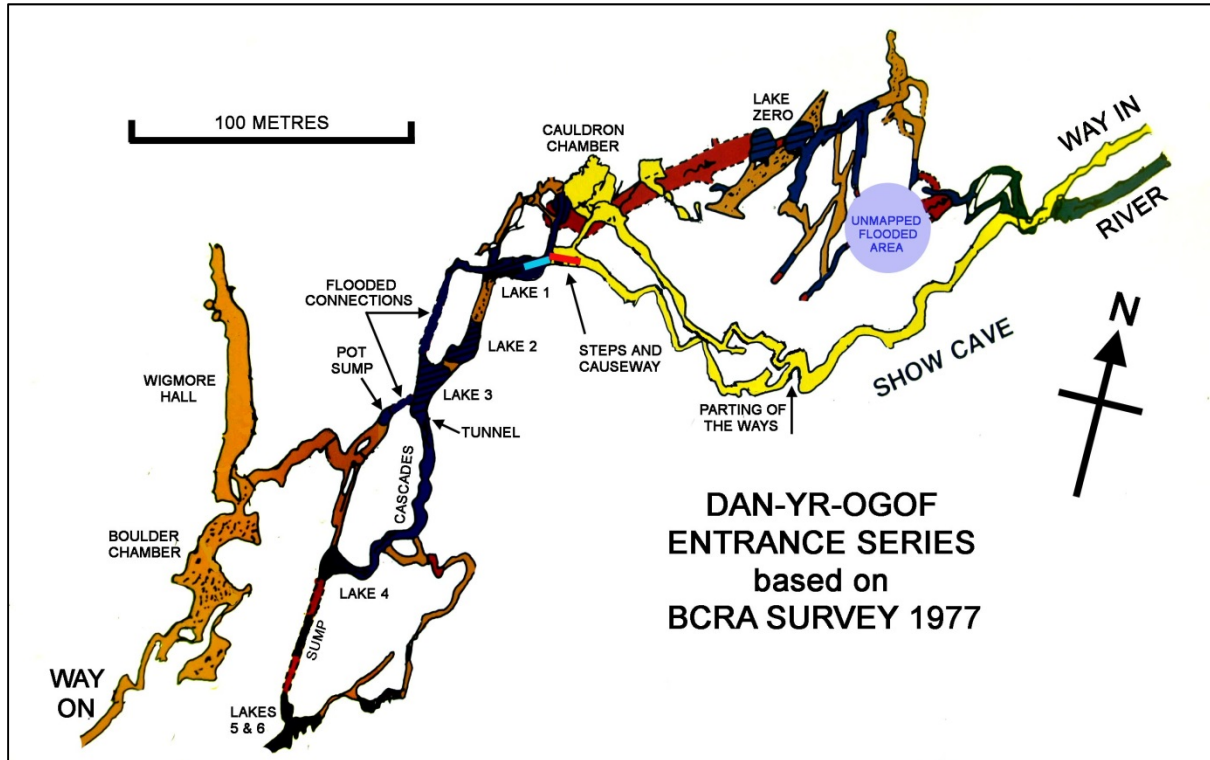 100 METRES
LAKE
ZERO
CAULDRON
CHAMBER
WAY IN
RIVER
UNMAPPED
FLOODED
AREA
FLOODED
CONNECTIONS
LAKE 1
POT
SUMP
LAKE 2
STEPS AND
CAUSEWAY
SHOW CAVE
N
WIGMORE
HALL
LAKE 3
TUNNEL
PARTING OF
THE WAYS
CASCADES
BOULDER
CHAMBER
LAKE 4
SUMP
WAY
ON
LAKES
5 & 6
DAN-YR-OGOF
ENTRANCE SERIES
based on
BCRA SURVEY 1977